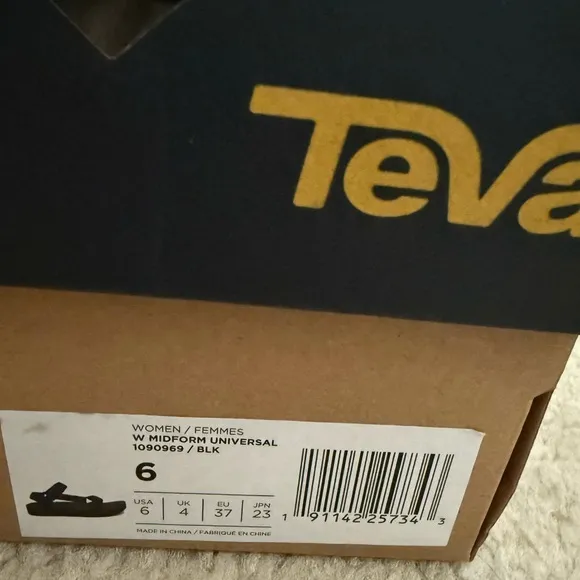 Teva
WOMEN / FEMMES
W MIDFORM UNIVERSAL
1090969 / BLK
6
USA UK EU JPN
6 4 37 23
1 91142 25734 3
MADE IN CHINA / FABRIQUÉ EN CHINE